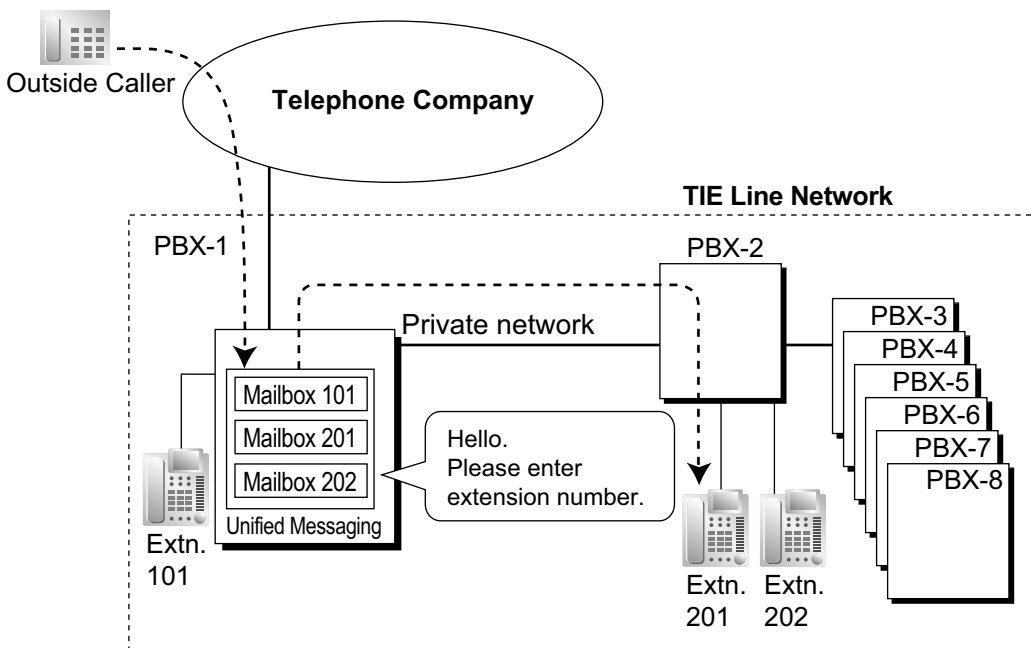 Outside Caller
Telephone Company
TIE Line Network
PBX-1
PBX-2
Private network
PBX-3
PBX-4
PBX-5
PBX-6
PBX-7
PBX-8
Mailbox 101
Mailbox 201
Mailbox 202
Unified Messaging
Hello.
Please enter
extension number.
Extn.
101
Extn.
201
Extn.
202